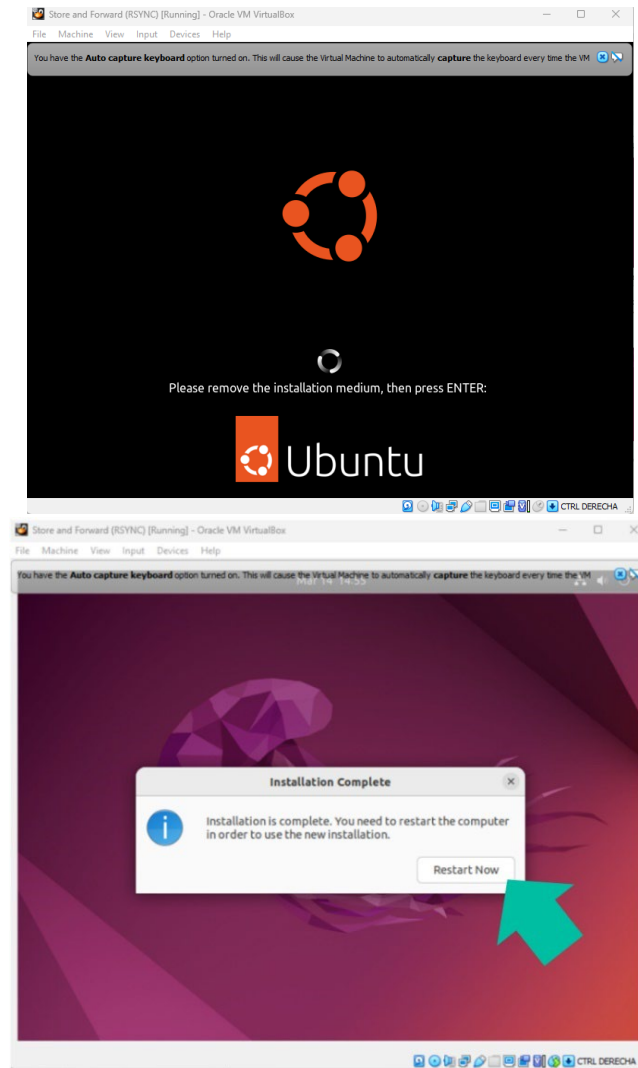 Store and Forward (RSYNC) [Running] - Oracle VM VirtualBox
File Machine View Input Devices Help
You have the Auto capture keyboard option turned on. This will cause the Virtual Machine to automatically capture the keyboard every time the VM
Please remove the installation medium, then press ENTER:
Ubuntu
CTRL DERECHA
Store and Forward (RSYNC) [Running] - Oracle VM VirtualBox
File Machine View Input Devices Help
You have the Auto capture keyboard option turned on. This will cause the Virtual Machine to automatically capture the keyboard every time the VM
Installation Complete
Installation is complete. You need to restart the computer
in order to use the new installation.
Restart Now
CTRL DERECHA